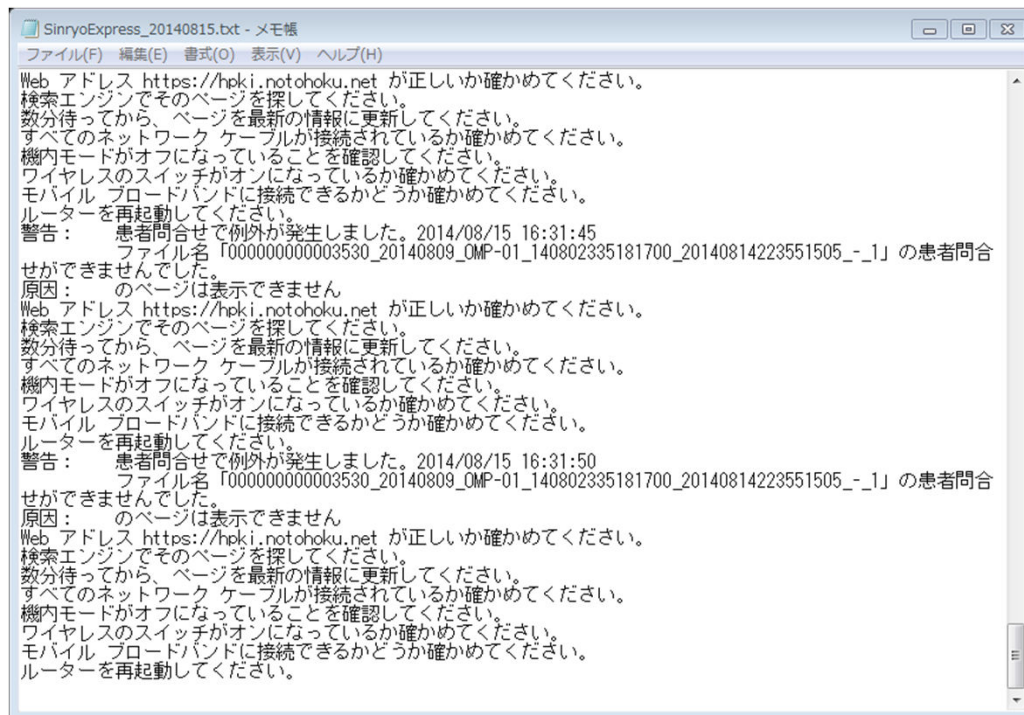 SinryoExpress_20140815.txt - メモ帳
ファイル(F) 編集(E) 書式(O) 表示(V) ヘルプ(H)
Web アドレス https://hpki.notohoku.net が正しいか確かめてください。
検索エンジンでそのページを探してください。
数分待ってから、ページを最新の情報に更新してください。
すべてのネットワーク ケーブルが接続されているか確かめてください。
機内モードがオフになっていることを確認してください。
ワイヤレスのスイッチがオンになっているか確かめてください。
モバイル ブロードバンドに接続できるかどうか確かめてください。
ルーターを再起動してください。
警告： 患者問合せで例外が発生しました。2014/08/15 16:31:45
ファイル名「000000000003530_20140809_OMP-01_140802335181700_20140814223551505_-_1」の患者問合
せができませんでした。
原因： のページは表示できません
Web アドレス https://hpki.notohoku.net が正しいか確かめてください。
検索エンジンでそのページを探してください。
数分待ってから、ページを最新の情報に更新してください。
すべてのネットワーク ケーブルが接続されているか確かめてください。
機内モードがオフになっていることを確認してください。
ワイヤレスのスイッチがオンになっているか確かめてください。
モバイル ブロードバンドに接続できるかどうか確かめてください。
ルーターを再起動してください。
警告： 患者問合せで例外が発生しました。2014/08/15 16:31:50
ファイル名「000000000003530_20140809_OMP-01_140802335181700_20140814223551505_-_1」の患者問合
せができませんでした。
原因： のページは表示できません
Web アドレス https://hpki.notohoku.net が正しいか確かめてください。
検索エンジンでそのページを探してください。
数分待ってから、ページを最新の情報に更新してください。
すべてのネットワーク ケーブルが接続されているか確かめてください。
機内モードがオフになっていることを確認してください。
ワイヤレスのスイッチがオンになっているか確かめてください。
モバイル ブロードバンドに接続できるかどうか確かめてください。
ルーターを再起動してください。